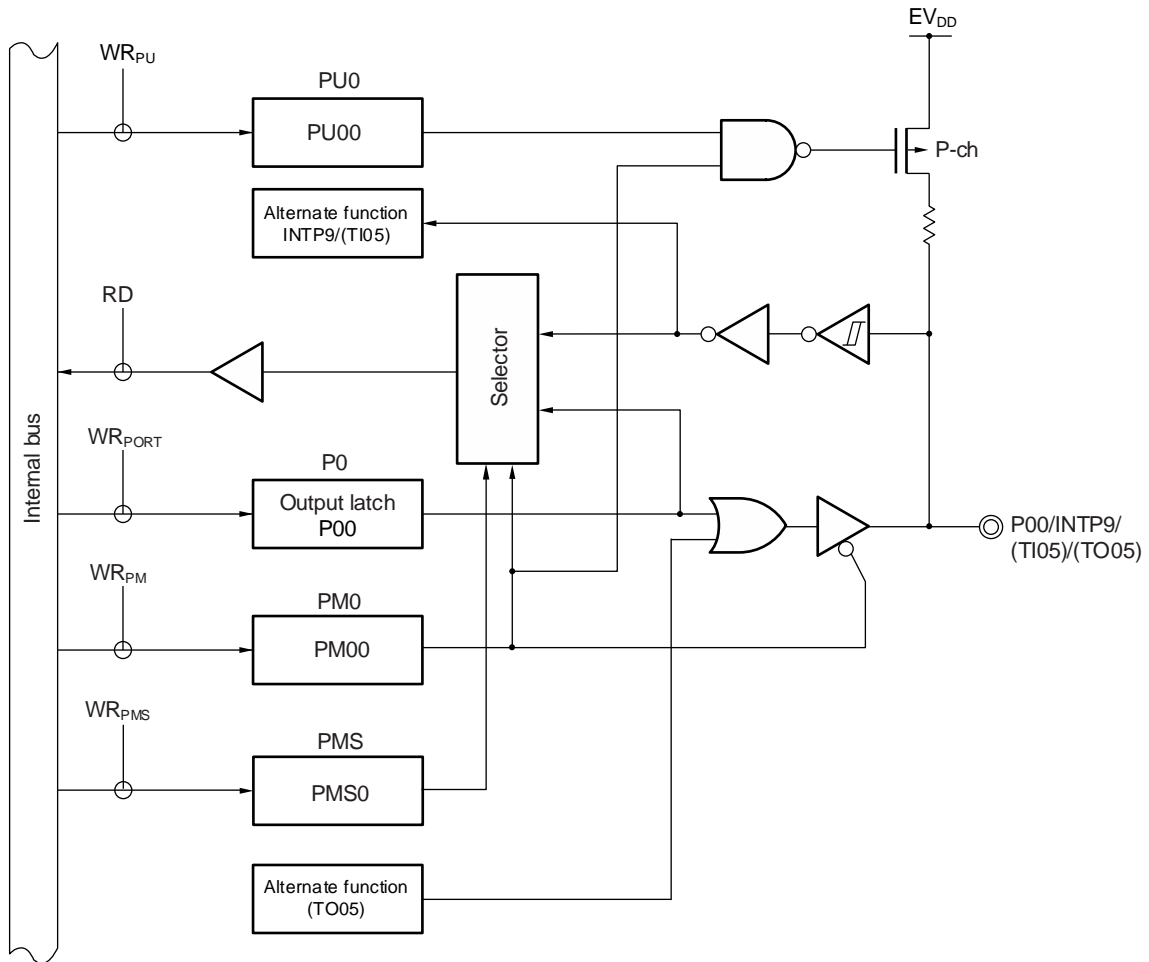 EVDD
WRPU
PU0
PU00
P-ch
Alternate function
INTP9/(TI05)
RD
Selector
Internal bus
WRPORT
P0
Output latch
P00
P00/INTP9/
(TI05)/(TO05)
WRPM
PM0
PM00
WRPMS
PMS
PMS0
Alternate function
(TO05)